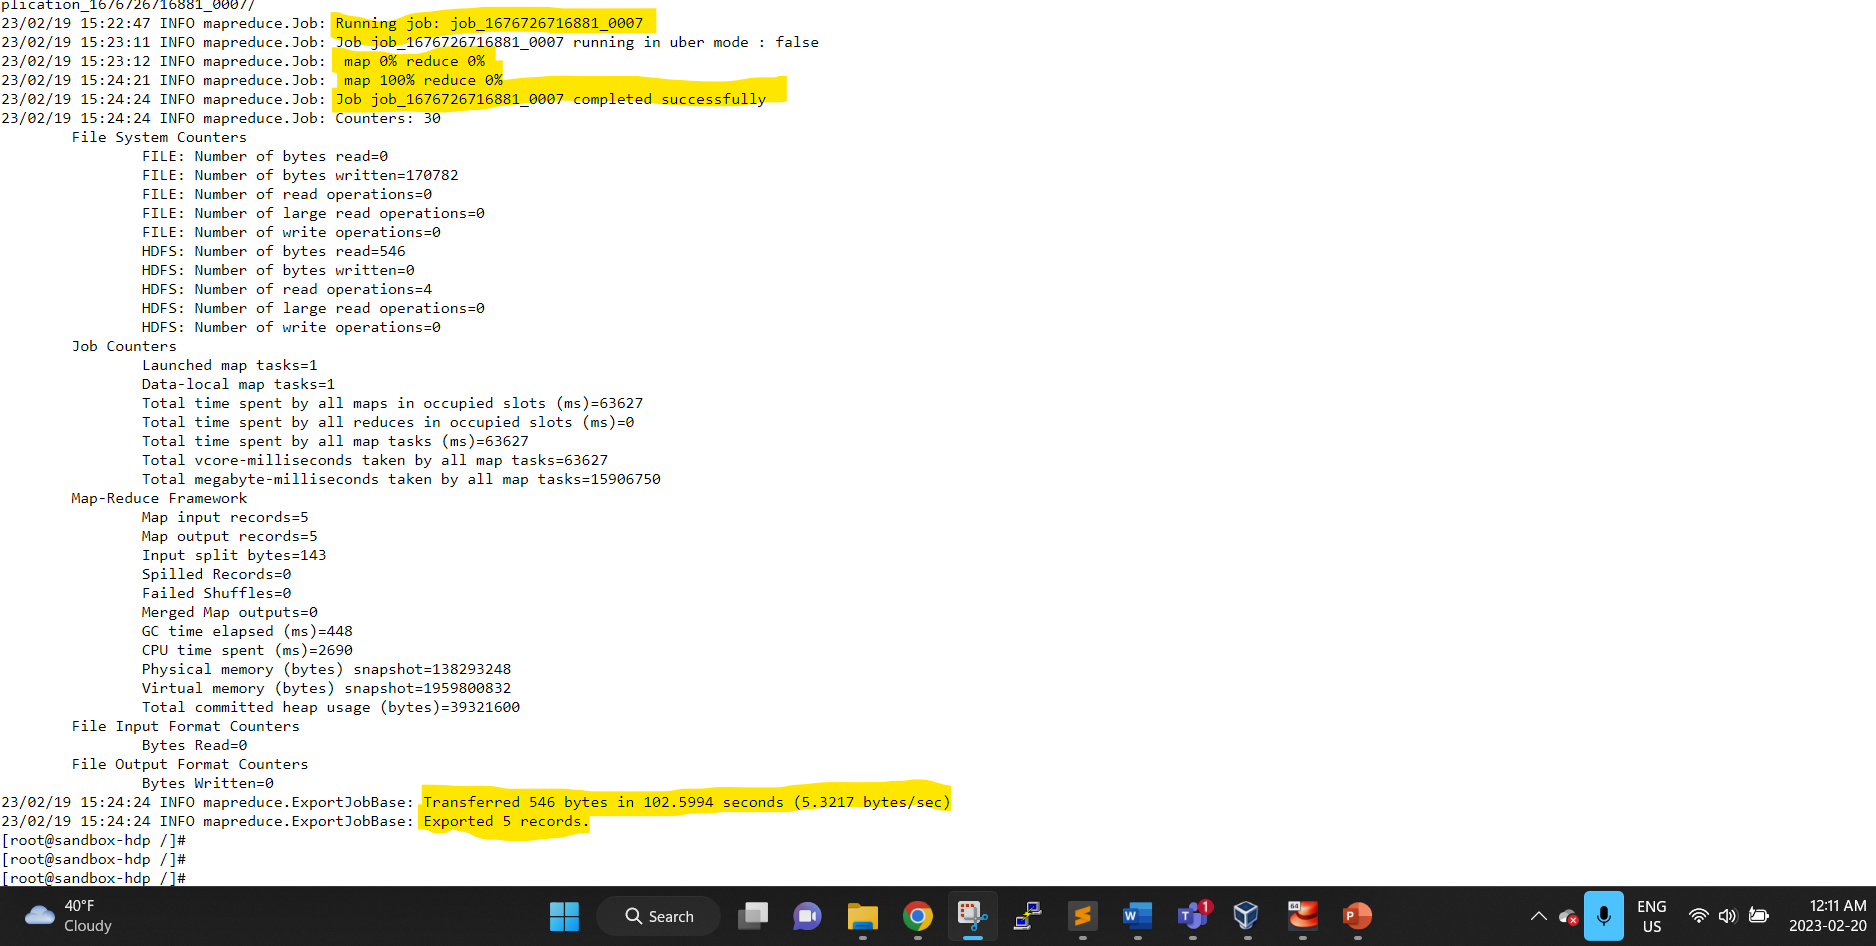 plication_1676726716881_0007/
23/02/19 15:22:47 INFO mapreduce.Job: Running job: job_1676726716881_0007
23/02/19 15:23:11 INFO mapreduce.Job: Job job_1676726716881_0007 running in uber mode : false
23/02/19 15:23:12 INFO mapreduce.Job:  map 0% reduce 0%
23/02/19 15:24:21 INFO mapreduce.Job:  map 100% reduce 0%
23/02/19 15:24:24 INFO mapreduce.Job: Job job_1676726716881_0007 completed successfully
23/02/19 15:24:24 INFO mapreduce.Job: Counters: 30
File System Counters
FILE: Number of bytes read=0
FILE: Number of bytes written=170782
FILE: Number of read operations=0
FILE: Number of large read operations=0
FILE: Number of write operations=0
HDFS: Number of bytes read=546
HDFS: Number of bytes written=0
HDFS: Number of read operations=4
HDFS: Number of large read operations=0
HDFS: Number of write operations=0
Job Counters
Launched map tasks=1
Data-local map tasks=1
Total time spent by all maps in occupied slots (ms)=63627
Total time spent by all reduces in occupied slots (ms)=0
Total time spent by all map tasks (ms)=63627
Total vcore-milliseconds taken by all map tasks=63627
Total megabyte-milliseconds taken by all map tasks=15906750
Map-Reduce Framework
Map input records=5
Map output records=5
Input split bytes=143
Spilled Records=0
Failed Shuffles=0
Merged Map outputs=0
GC time elapsed (ms)=448
CPU time spent (ms)=2690
Physical memory (bytes) snapshot=138293248
Virtual memory (bytes) snapshot=1959800832
Total committed heap usage (bytes)=39321600
File Input Format Counters
Bytes Read=0
File Output Format Counters
Bytes Written=0
23/02/19 15:24:24 INFO mapreduce.ExportJobBase: Transferred 546 bytes in 102.5994 seconds (5.3217 bytes/sec)
23/02/19 15:24:24 INFO mapreduce.ExportJobBase: Exported 5 records.
[root@sandbox-hdp /]#
[root@sandbox-hdp /]#
[root@sandbox-hdp /]#
40°F
Cloudy
Search
W
T
1
64
P
ENG
US
12:11 AM
2023-02-20